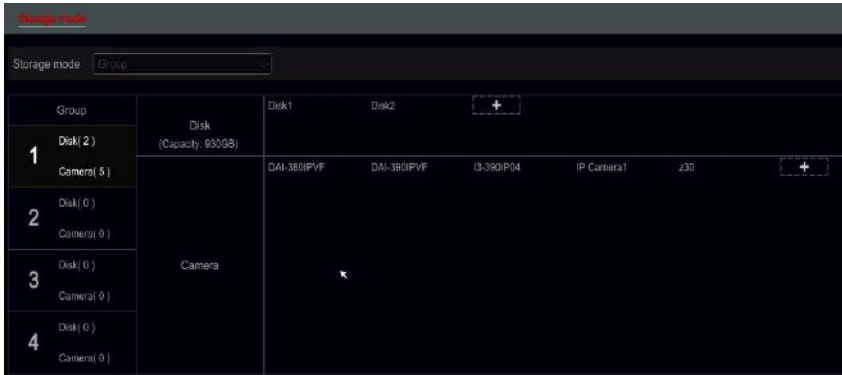 Storage mode
Storage mode Group
Group
1
Disk( 2 )
Camera( 5 )
2
Disk( 0 )
Camera( 0 )
3
Disk( 0 )
Camera( 0 )
4
Disk( 0 )
Camera( 0 )
Disk
(Capacity: 930GB)
Disk1 Disk2 +
Camera
DAI-380IPVF DAI-390IPVF I3-390IP04 IP Camera1 z30 +